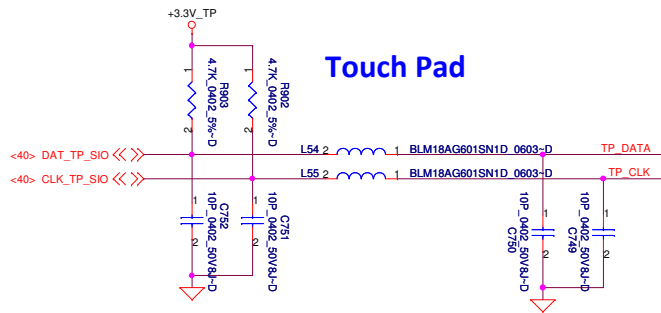 +3.3V_TP
Touch Pad
1
1
4.7K_0402_5%~D
R903
4.7K_0402_5%~D
R902
2
2
<40> DAT_TP_SIO
L54 2
1 BLM18AG601SN1D_0603~D
TP_DATA
<40> CLK_TP_SIO
L55 2
1 BLM18AG601SN1D_0603~D
TP_CLK
1
1
1
1
10P_0402_50V8J~D
C752
10P_0402_50V8J~D
C751
10P_0402_50V8J~D
C750
10P_0402_50V8J~D
C749
2
2
2
2